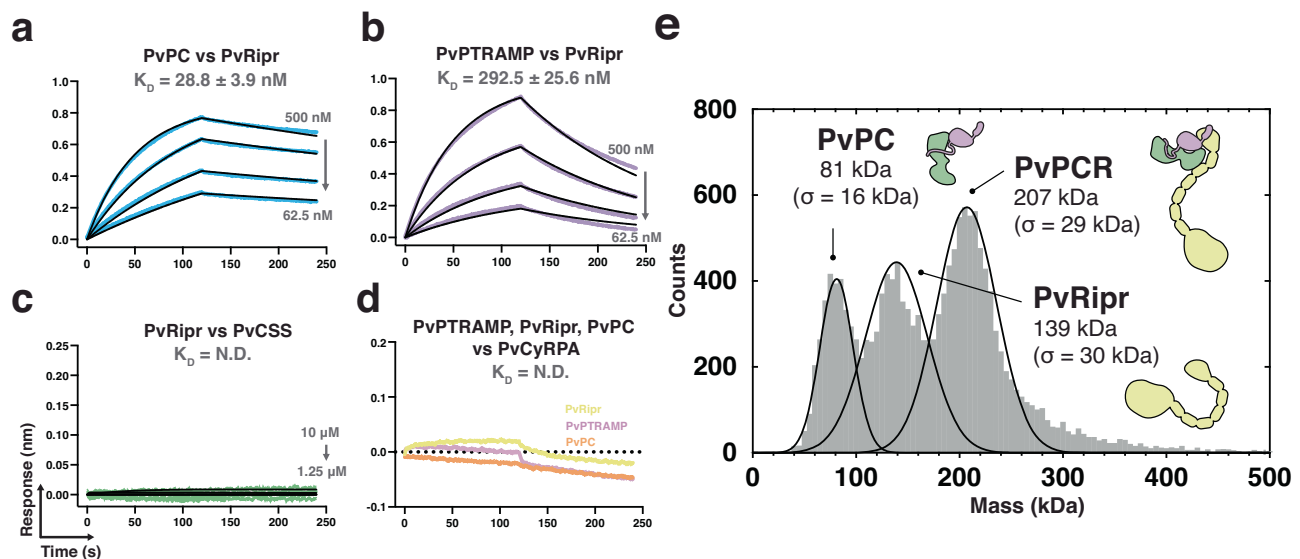 a
PvPC vs PvRipr
K_D = 28.8 ± 3.9 nM
1.0
0.8
0.6
0.4
0.2
0.0
500 nM
62.5 nM
0 50 100 150 200 250
b
PvPTRAMP vs PvRipr
K_D = 292.5 ± 25.6 nM
1.0
0.8
0.6
0.4
0.2
0.0
500 nM
62.5 nM
0 50 100 150 200 250
c
PvRipr vs PvCSS
K_D = N.D.
0.25
0.20
0.15
0.10
0.05
0.00
10 µM
1.25 µM
0 50 100 150 200 250
Response (nm)
Time (s)
d
PvPTRAMP, PvRipr, PvPC
vs PvCyRPA
K_D = N.D.
0.1
0.0
-0.1
PvRipr
PvPTRAMP
PvPC
0 50 100 150 200 250
e
800
600
400
200
0
Counts
PvPC
81 kDa
(σ = 16 kDa)
PvPCR
207 kDa
(σ = 29 kDa)
PvRipr
139 kDa
(σ = 30 kDa)
0 100 200 300 400 500
Mass (kDa)